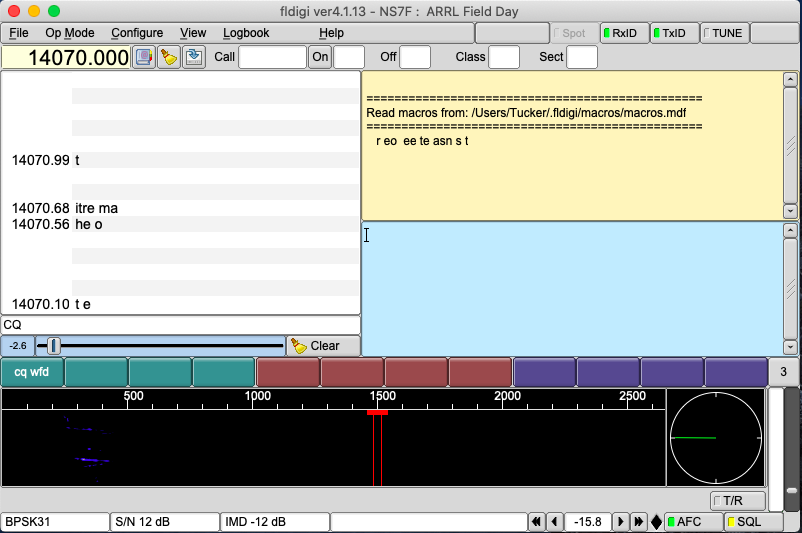 fldigi ver4.1.13 - NS7F : ARRL Field Day
File Op Mode Configure View Logbook Help Spot RxID TxID TUNE
14070.000 Call On Off Class Sect
==============================================
Read macros from: /Users/Tucker/.fldigi/macros/macros.mdf
==============================================
r eo ee te asn s t
14070.99 t
14070.68 itre ma
14070.56 he o
14070.10 t e
CQ
-2.6 Clear
cq wfd 3
500 1000 1500 2000 2500
T/R
BPSK31 S/N 12 dB IMD -12 dB -15.8 AFC SQL